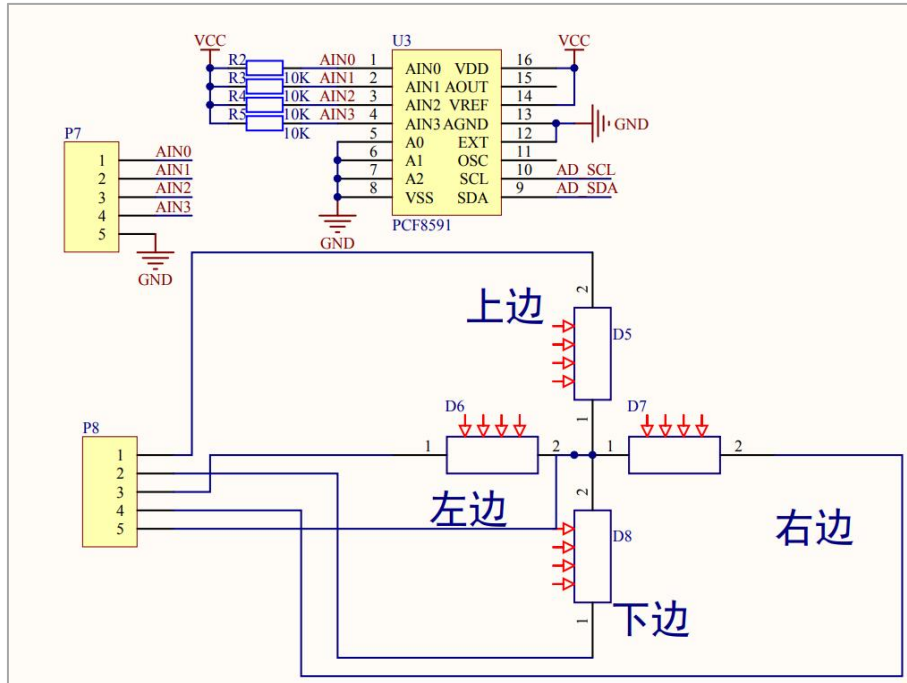 VCC
R2
R3
R4
R5
10K
10K
10K
10K
AIN0
AIN1
AIN2
AIN3
1
2
3
4
5
6
7
8
U3
AIN0 VDD
AIN1 AOUT
AIN2 VREF
AIN3 AGND
A0 EXT
A1 OSC
A2 SCL
VSS SDA
PCF8591
16
15
14
13
12
11
10
9
VCC
GND
AD_SCL
AD_SDA
GND
P7
1
2
3
4
5
AIN0
AIN1
AIN2
AIN3
GND
上边
2
D5
1
D6
1
2
左边
D7
1
2
右边
2
D8
1
下边
P8
1
2
3
4
5